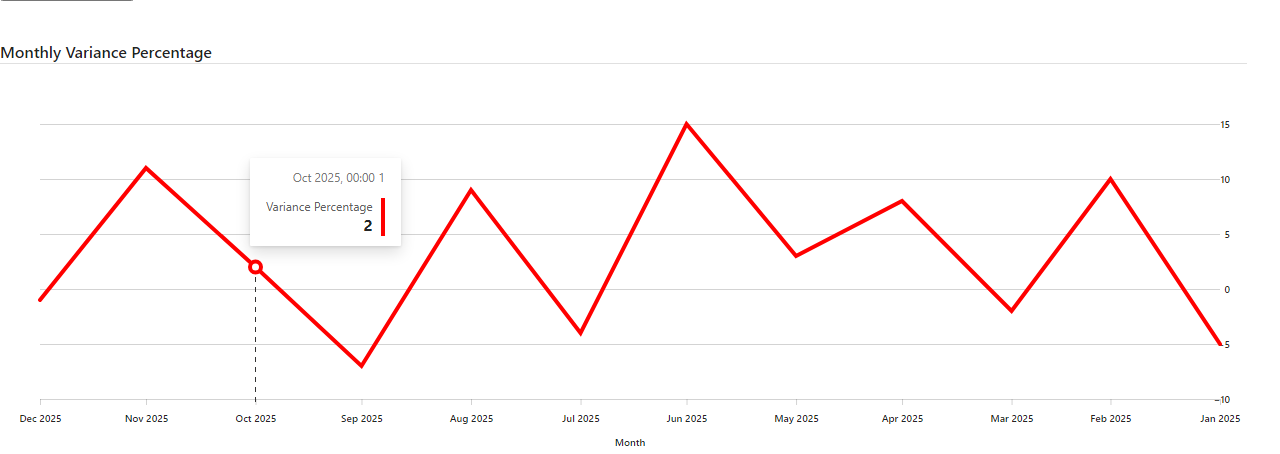 Monthly Variance Percentage
15
10
5
0
-5
-10
Oct 2025, 00:00 1
Variance Percentage
2
Dec 2025 Nov 2025 Oct 2025 Sep 2025 Aug 2025 Jul 2025 Jun 2025 May 2025 Apr 2025 Mar 2025 Feb 2025 Jan 2025
Month